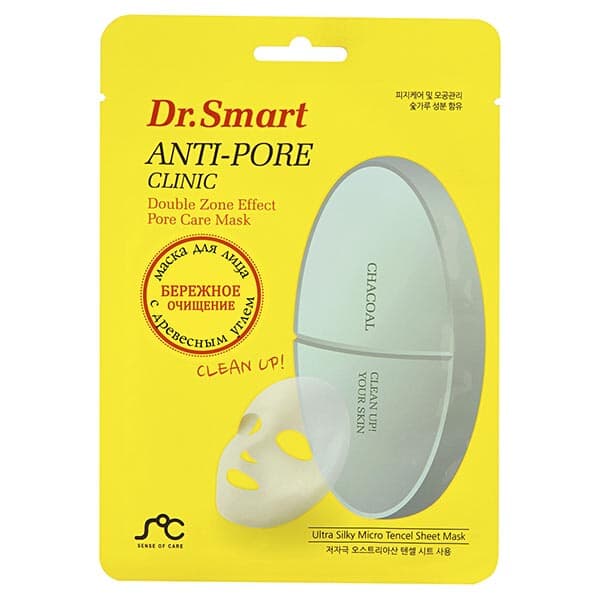 피지케어 및 모공관리
숯가루 성분 함유
Dr.Smart
ANTI-PORE
CLINIC
Double Zone Effect
Pore Care Mask
маска для лица
БЕРЕЖНОЕ
ОЧИЩЕНИЕ
с древесным углем
CLEAN UP!
CHACOAL
CLEAN UP!
YOUR SKIN
SENSE OF CARE
Ultra Silky Micro Tencel Sheet Mask
저자극 오스트리아산 텐셀 시트 사용